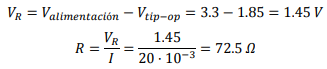 V_R = V_alimentación − V_tip−op = 3.3 − 1.85 = 1.45 V
R = V_R / I = 1.45 / 20 · 10⁻³ = 72.5 Ω